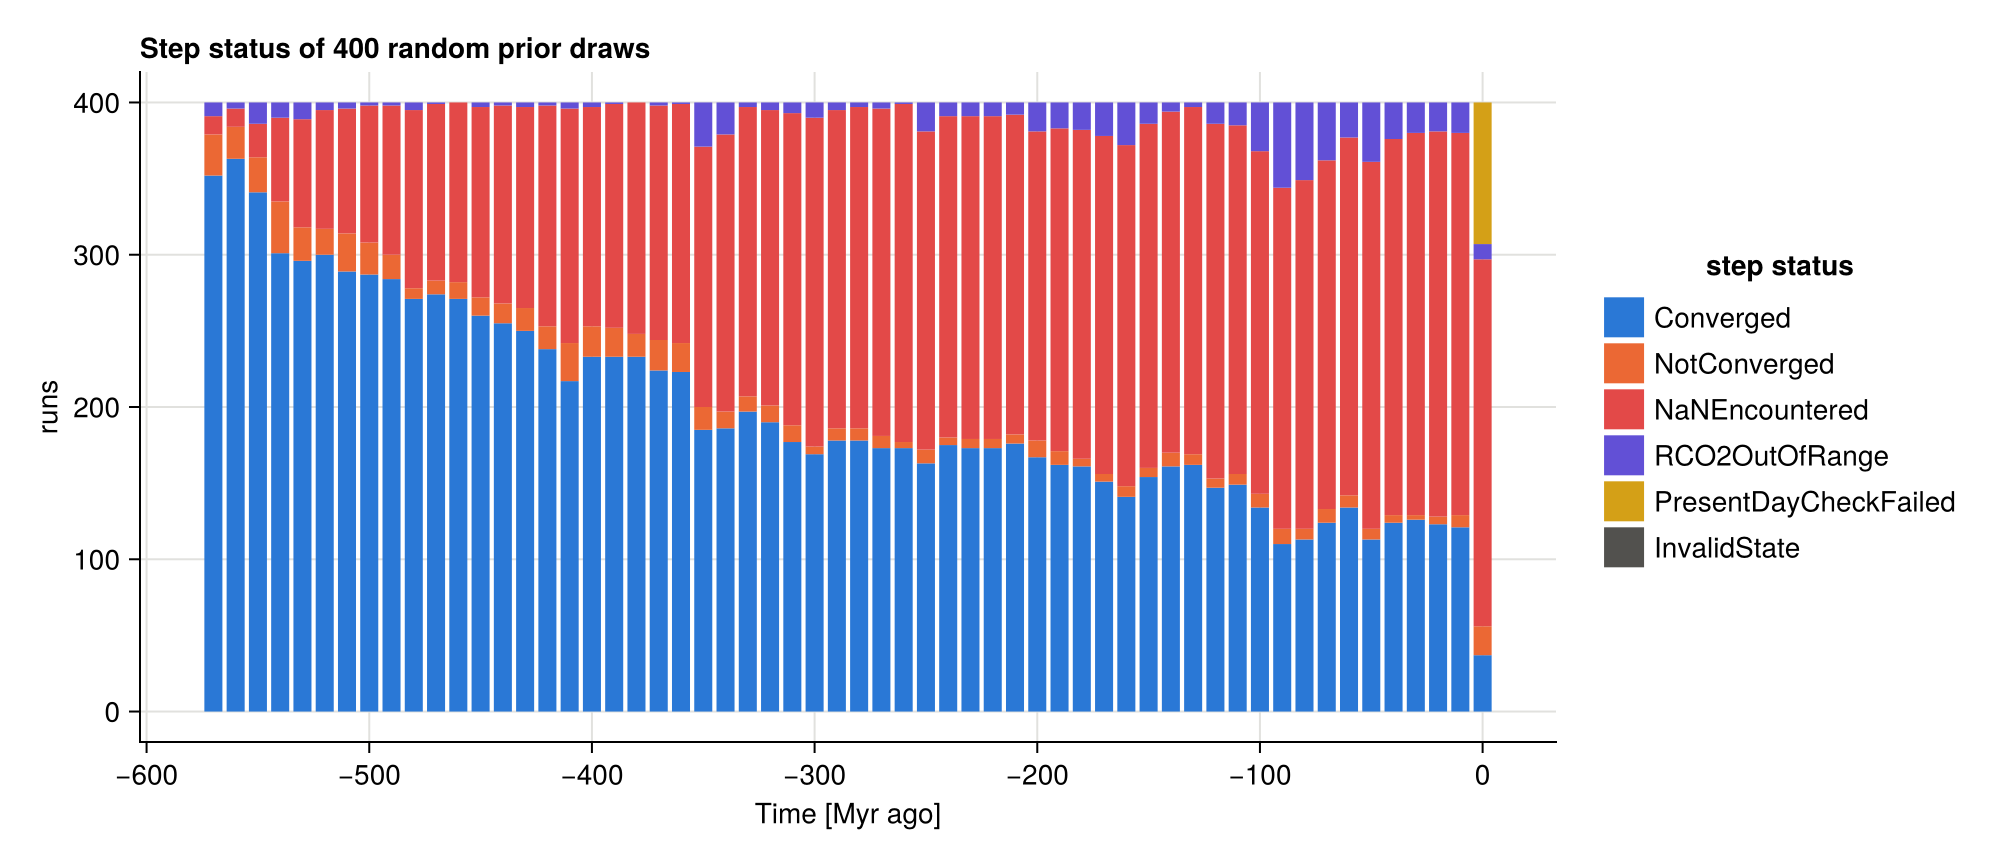 Step status of 400 random prior draws
400
300
200
100
0
runs
−600
−500
−400
−300
−200
−100
0
Time [Myr ago]
step status
Converged
NotConverged
NaNEncountered
RCO2OutOfRange
PresentDayCheckFailed
InvalidState